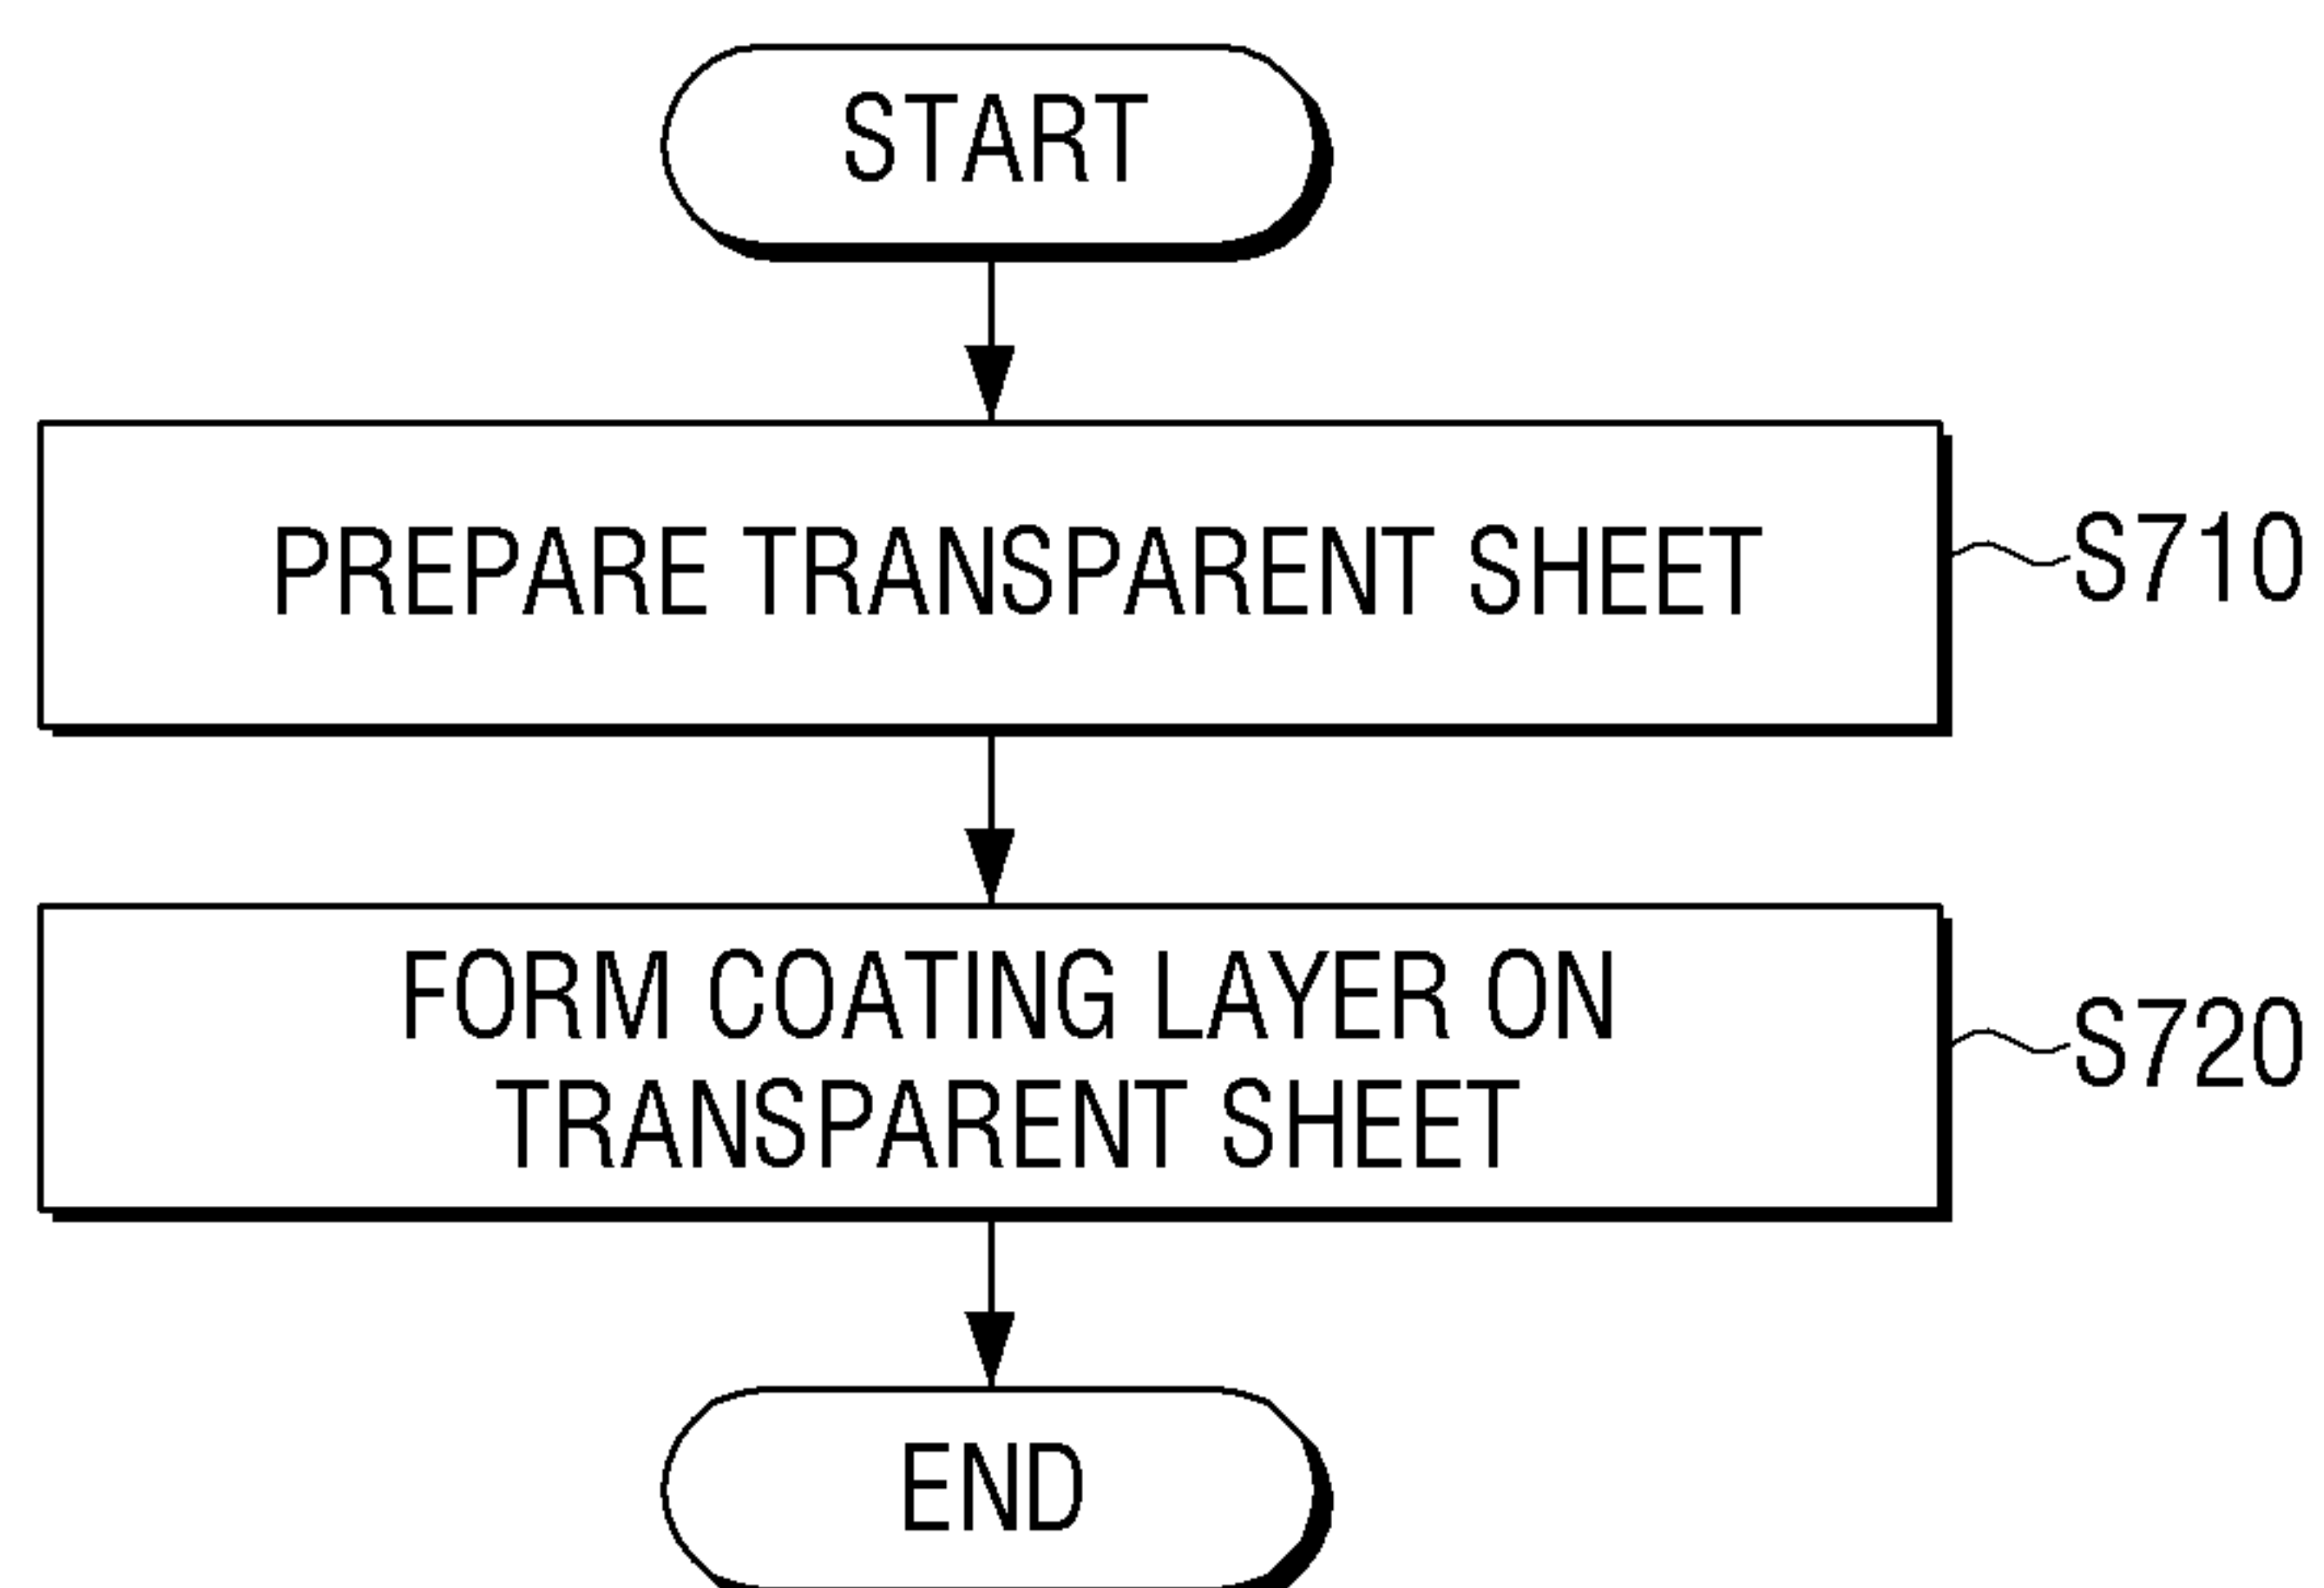 START
PREPARE TRANSPARENT SHEET
S710
FORM COATING LAYER ON
TRANSPARENT SHEET
S720
END